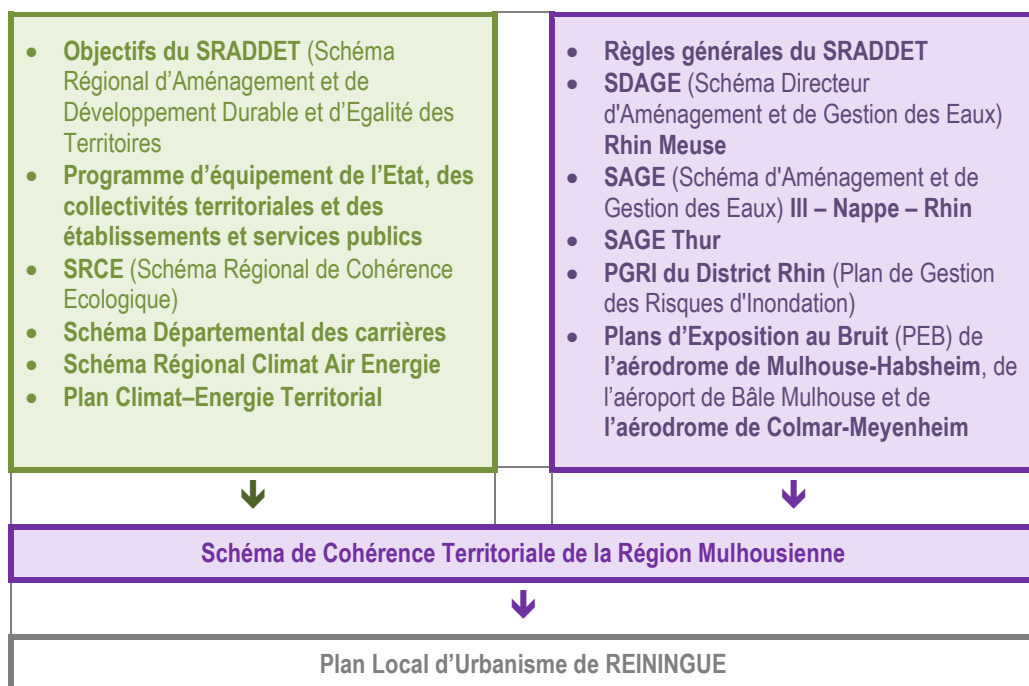 • Objectifs du SRADDET (Schéma
Régional d'Aménagement et de
Développement Durable et d'Egalité des
Territoires
• Programme d'équipement de l'Etat, des
collectivités territoriales et des
établissements et services publics
• SRCE (Schéma Régional de Cohérence
Ecologique)
• Schéma Départemental des carrières
• Schéma Régional Climat Air Energie
• Plan Climat–Energie Territorial
• Règles générales du SRADDET
• SDAGE (Schéma Directeur
d'Aménagement et de Gestion des Eaux)
Rhin Meuse
• SAGE (Schéma d'Aménagement et de
Gestion des Eaux) Ill – Nappe – Rhin
• SAGE Thur
• PGRI du District Rhin (Plan de Gestion
des Risques d'Inondation)
• Plans d'Exposition au Bruit (PEB) de
l'aérodrome de Mulhouse-Habsheim, de
l'aéroport de Bâle Mulhouse et de
l'aérodrome de Colmar-Meyenheim
Schéma de Cohérence Territoriale de la Région Mulhousienne
Plan Local d'Urbanisme de REININGUE